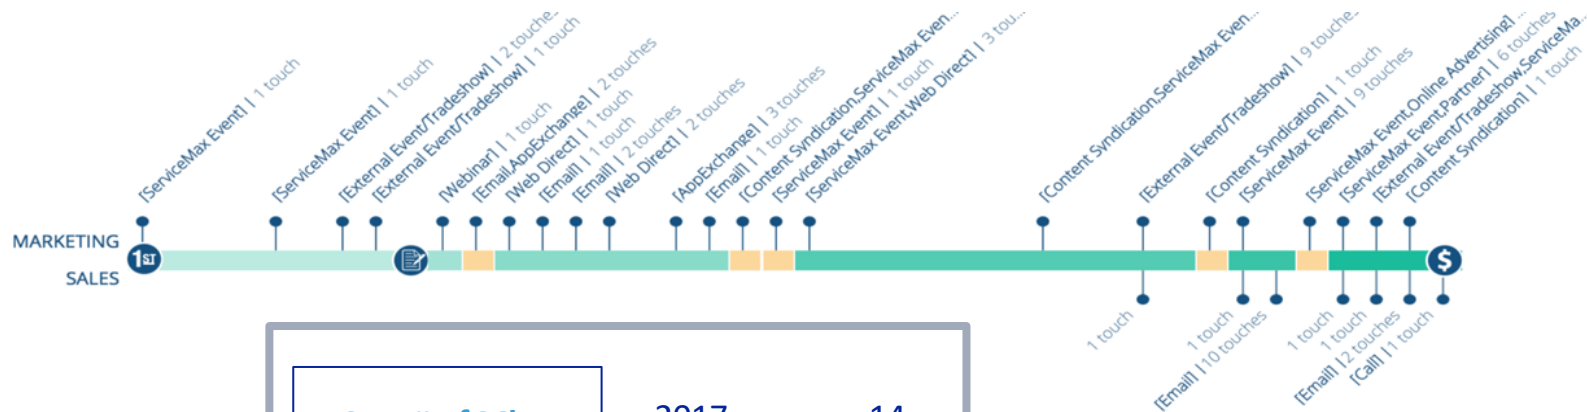 [ServiceMax Event] | 1 touch
[ServiceMax Event] | 1 touch
[External Event/Tradeshow] | 2 touche...
[External Event/Tradeshow] | 1 touch
[Webinar] | 1 touch
[Email,AppExchange] | 2 touches
[Web Direct] | 1 touch
[Email] | 1 touch
[Email] | 2 touches
[Web Direct] | 2 touches
[AppExchange] | 3 touches
[Email] | 1 touch
[Content Syndication,ServiceMax Even...
[ServiceMax Event] | 1 touch
[ServiceMax Event,Web Direct] | 3 tou...
[Content Syndication,ServiceMax Even...
[External Event/Tradeshow] | 9 touche...
[Content Syndication] | 1 touch
[ServiceMax Event] | 9 touches
[ServiceMax Event,Online Advertising] ...
[ServiceMax Event,Partner] | 6 touches
[External Event/Tradeshow,ServiceMa...
[Content Syndication] | 1 touch
MARKETING
1ST
$
SALES
1 touch
1 touch
[Email] | 10 touches
1 touch
1 touch
[Email] | 2 touches
[Call] | 1 touch
2017
14